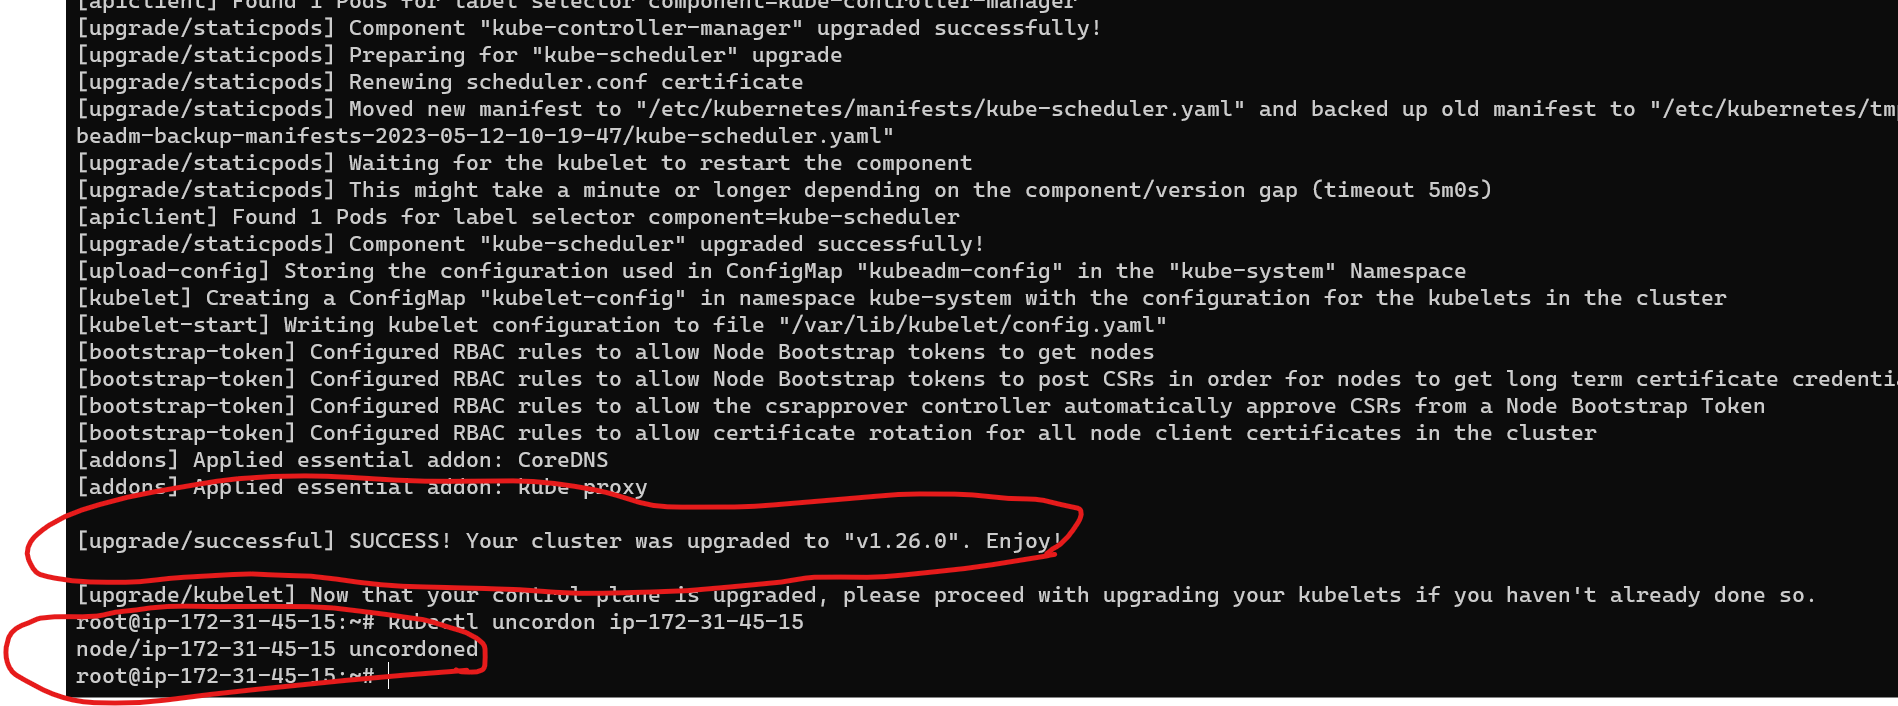 [apiclient] Found 1 Pods for label selector component=kube-controller-manager
[upgrade/staticpods] Component "kube-controller-manager" upgraded successfully!
[upgrade/staticpods] Preparing for "kube-scheduler" upgrade
[upgrade/staticpods] Renewing scheduler.conf certificate
[upgrade/staticpods] Moved new manifest to "/etc/kubernetes/manifests/kube-scheduler.yaml" and backed up old manifest to "/etc/kubernetes/tmp
beadm-backup-manifests-2023-05-12-10-19-47/kube-scheduler.yaml"
[upgrade/staticpods] Waiting for the kubelet to restart the component
[upgrade/staticpods] This might take a minute or longer depending on the component/version gap (timeout 5m0s)
[apiclient] Found 1 Pods for label selector component=kube-scheduler
[upgrade/staticpods] Component "kube-scheduler" upgraded successfully!
[upload-config] Storing the configuration used in ConfigMap "kubeadm-config" in the "kube-system" Namespace
[kubelet] Creating a ConfigMap "kubelet-config" in namespace kube-system with the configuration for the kubelets in the cluster
[kubelet-start] Writing kubelet configuration to file "/var/lib/kubelet/config.yaml"
[bootstrap-token] Configured RBAC rules to allow Node Bootstrap tokens to get nodes
[bootstrap-token] Configured RBAC rules to allow Node Bootstrap tokens to post CSRs in order for nodes to get long term certificate credentia
[bootstrap-token] Configured RBAC rules to allow the csrapprover controller automatically approve CSRs from a Node Bootstrap Token
[bootstrap-token] Configured RBAC rules to allow certificate rotation for all node client certificates in the cluster
[addons] Applied essential addon: CoreDNS
[addons] Applied essential addon: kube-proxy
[upgrade/successful] SUCCESS! Your cluster was upgraded to "v1.26.0". Enjoy!
[upgrade/kubelet] Now that your control plane is upgraded, please proceed with upgrading your kubelets if you haven't already done so.
root@ip-172-31-45-15:~# kubectl uncordon ip-172-31-45-15
node/ip-172-31-45-15 uncordoned
root@ip-172-31-45-15:~#